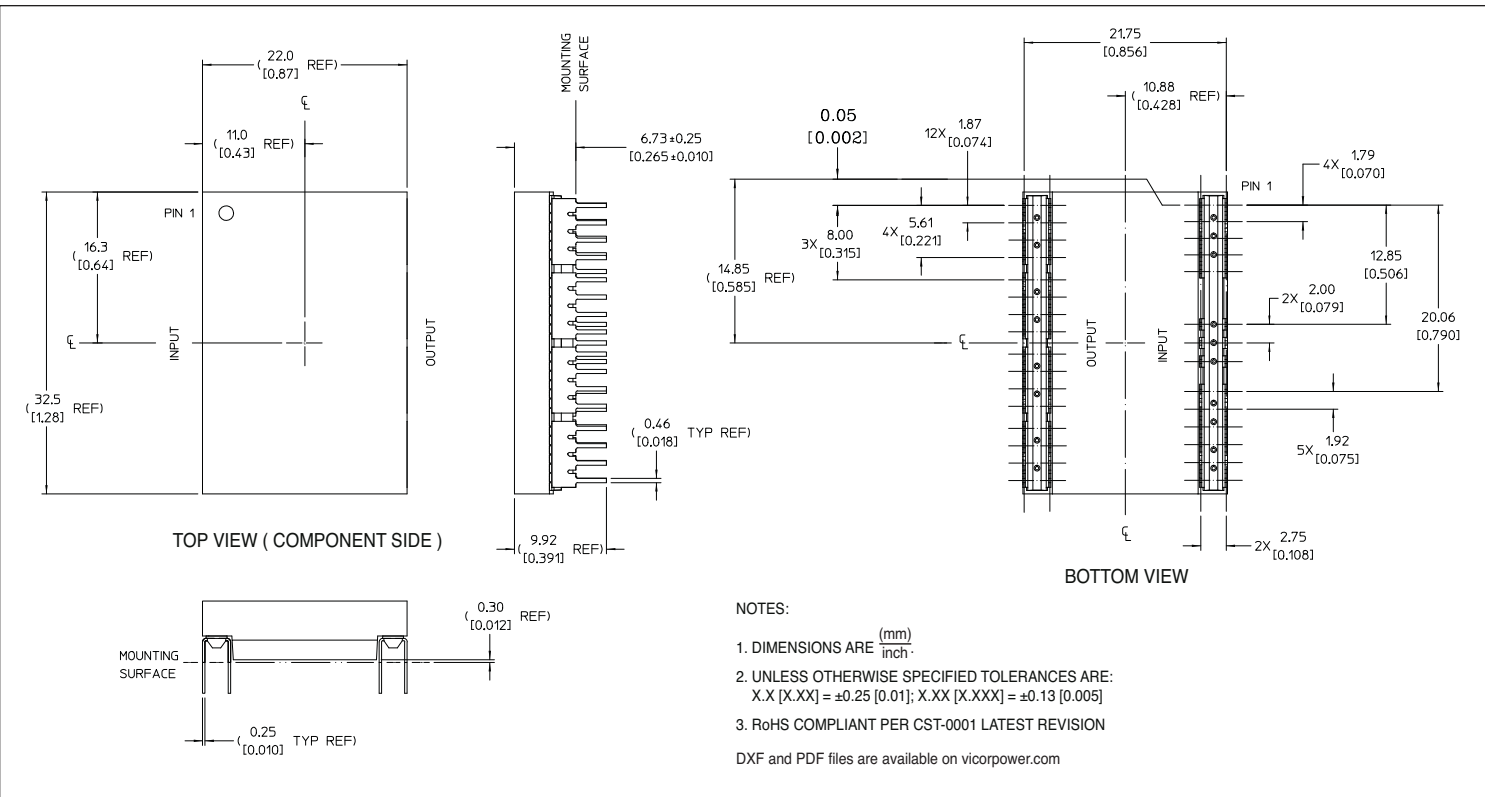 22.0
( [0.87] REF)
℄
11.0
( [0.43] REF)
PIN 1
16.3
( [0.64] REF)
℄
INPUT
OUTPUT
32.5
( [1.28] REF)
TOP VIEW ( COMPONENT SIDE )
MOUNTING
SURFACE
6.73±0.25
[0.265±0.010]
0.46
( [0.018] TYP REF)
9.92
( [0.391] REF)
21.75
[0.856]
10.88
( [0.428] REF)
0.05
[0.002]
12X 1.87
[0.074]
4X 1.79
[0.070]
PIN 1
3X 8.00
[0.315]
4X 5.61
[0.221]
14.85
( [0.585] REF)
12.85
[0.506]
2X 2.00
[0.079]
20.06
[0.790]
℄
OUTPUT
INPUT
5X 1.92
[0.075]
℄
2X 2.75
[0.108]
BOTTOM VIEW
0.30
( [0.012] REF)
MOUNTING
SURFACE
0.25
( [0.010] TYP REF)
NOTES:
1. DIMENSIONS ARE (mm)/inch.
2. UNLESS OTHERWISE SPECIFIED TOLERANCES ARE:
X.X [X.XX] = ±0.25 [0.01]; X.XX [X.XXX] = ±0.13 [0.005]
3. RoHS COMPLIANT PER CST-0001 LATEST REVISION
DXF and PDF files are available on vicorpower.com